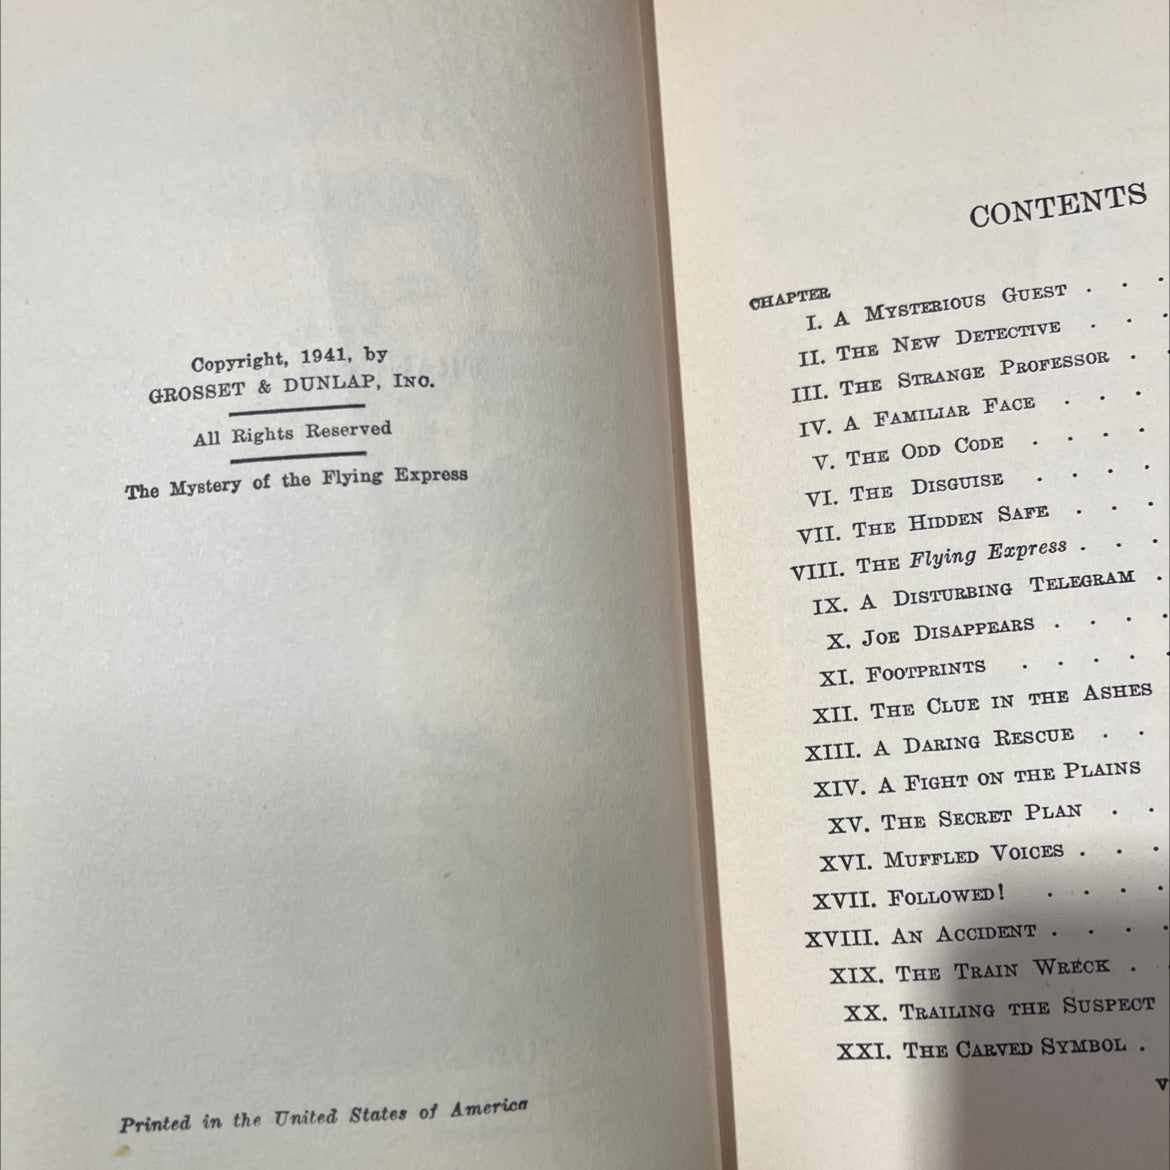 Copyright, 1941, by
GROSSET & DUNLAP, INC.
All Rights Reserved
The Mystery of the Flying Express
Printed in the United States of America
CONTENTS
CHAPTER
I. A MYSTERIOUS GUEST . . .
II. THE NEW DETECTIVE . . .
III. THE STRANGE PROFESSOR . .
IV. A FAMILIAR FACE . . .
V. THE ODD CODE . . . .
VI. THE DISGUISE . . . .
VII. THE HIDDEN SAFE . . .
VIII. THE Flying Express . . .
IX. A DISTURBING TELEGRAM .
X. JOE DISAPPEARS . . . .
XI. FOOTPRINTS . . . . .
XII. THE CLUE IN THE ASHES
XIII. A DARING RESCUE . .
XIV. A FIGHT ON THE PLAINS
XV. THE SECRET PLAN . .
XVI. MUFFLED VOICES . . .
XVII. FOLLOWED! . . . .
XVIII. AN ACCIDENT . . . .
XIX. THE TRAIN WRECK .
XX. TRAILING THE SUSPECT
XXI. THE CARVED SYMBOL .
v